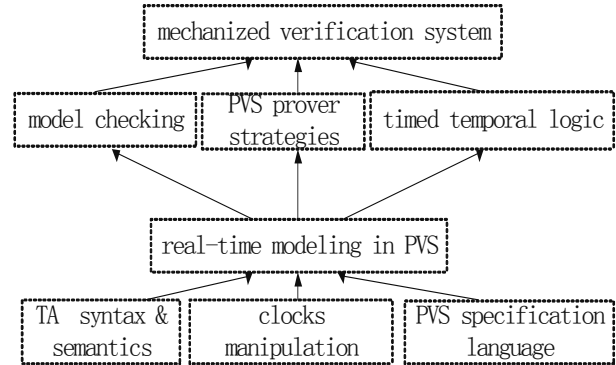 mechanized verification system
model checking
PVS prover
strategies
timed temporal logic
real-time modeling in PVS
TA syntax &
semantics
clocks
manipulation
PVS specification
language